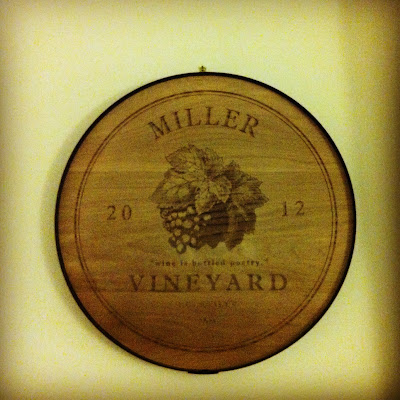 MILLER
20 12
"wine is bottled poetry."
VINEYARD